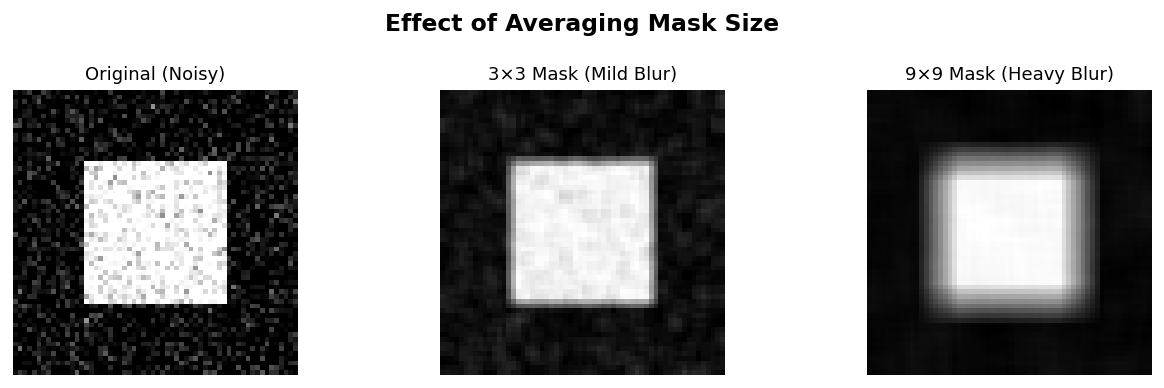 Effect of Averaging Mask Size
Original (Noisy)
3×3 Mask (Mild Blur)
9×9 Mask (Heavy Blur)